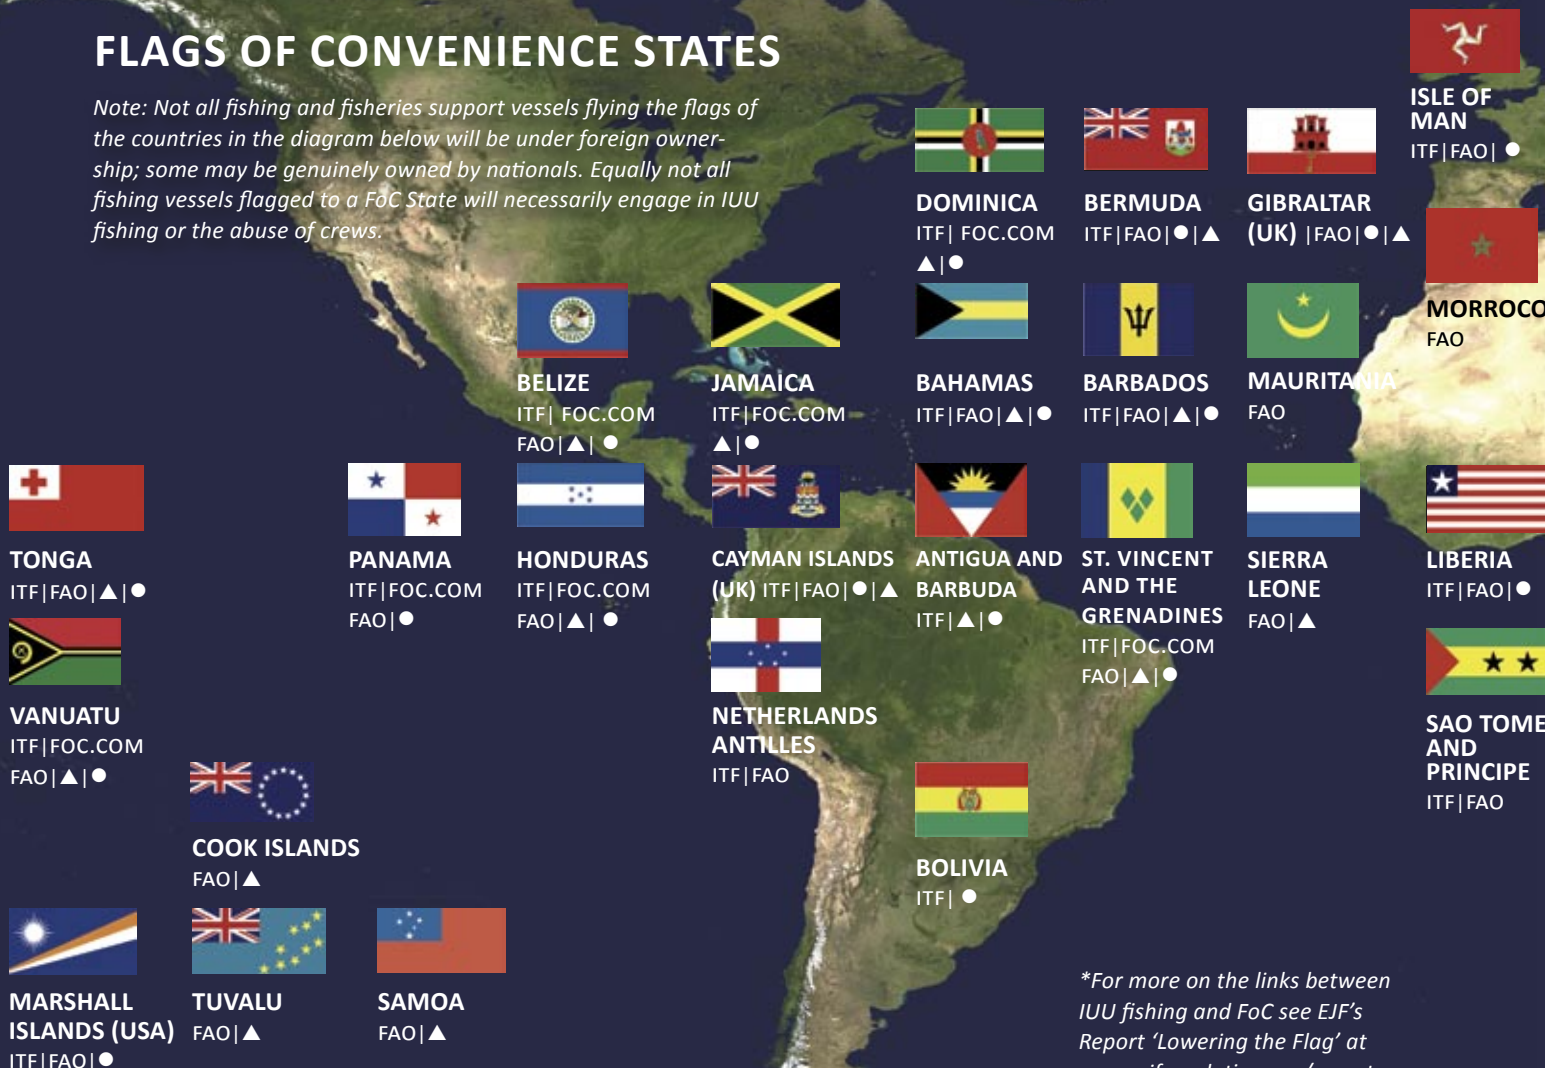 FLAGS OF CONVENIENCE STATES
Note: Not all fishing and fisheries support vessels flying the flags of
the countries in the diagram below will be under foreign owner-
ship; some may be genuinely owned by nationals. Equally not all
fishing vessels flagged to a FoC State will necessarily engage in IUU
fishing or the abuse of crews.
ISLE OF
MAN
ITF|FAO| ●
DOMINICA
ITF| FOC.COM
▲|●
BERMUDA
ITF|FAO|●|▲
GIBRALTAR
(UK) |FAO|●|▲
MORROCO
FAO
BELIZE
ITF| FOC.COM
FAO|▲| ●
JAMAICA
ITF|FOC.COM
▲|●
BAHAMAS
ITF|FAO|▲|●
BARBADOS
ITF|FAO|▲|●
MAURITANIA
FAO
TONGA
ITF|FAO|▲|●
PANAMA
ITF|FOC.COM
FAO|●
HONDURAS
ITF|FOC.COM
FAO|▲| ●
CAYMAN ISLANDS
(UK) ITF|FAO|●|▲
ANTIGUA AND
BARBUDA
ITF|▲|●
ST. VINCENT
AND THE
GRENADINES
ITF|FOC.COM
FAO|▲|●
SIERRA
LEONE
FAO|▲
LIBERIA
ITF|FAO|●
VANUATU
ITF|FOC.COM
FAO|▲|●
NETHERLANDS
ANTILLES
ITF|FAO
SAO TOME
AND
PRINCIPE
ITF|FAO
COOK ISLANDS
FAO|▲
BOLIVIA
ITF| ●
MARSHALL
ISLANDS (USA)
ITF|FAO|●
TUVALU
FAO|▲
SAMOA
FAO|▲
*For more on the links between
IUU fishing and FoC see EJF's
Report ‘Lowering the Flag’ at